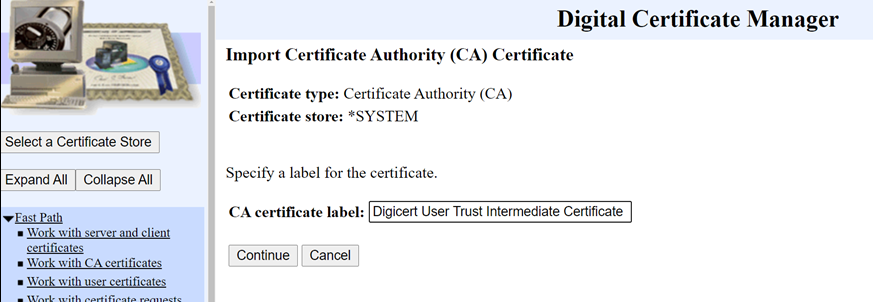 Digital Certificate Manager
Select a Certificate Store
Expand All Collapse All
Fast Path
Work with server and client
certificates
Work with CA certificates
Work with user certificates
Work with certificate requests
Import Certificate Authority (CA) Certificate
Certificate type: Certificate Authority (CA)
Certificate store: *SYSTEM
Specify a label for the certificate.
CA certificate label: Digicert User Trust Intermediate Certificate
Continue Cancel